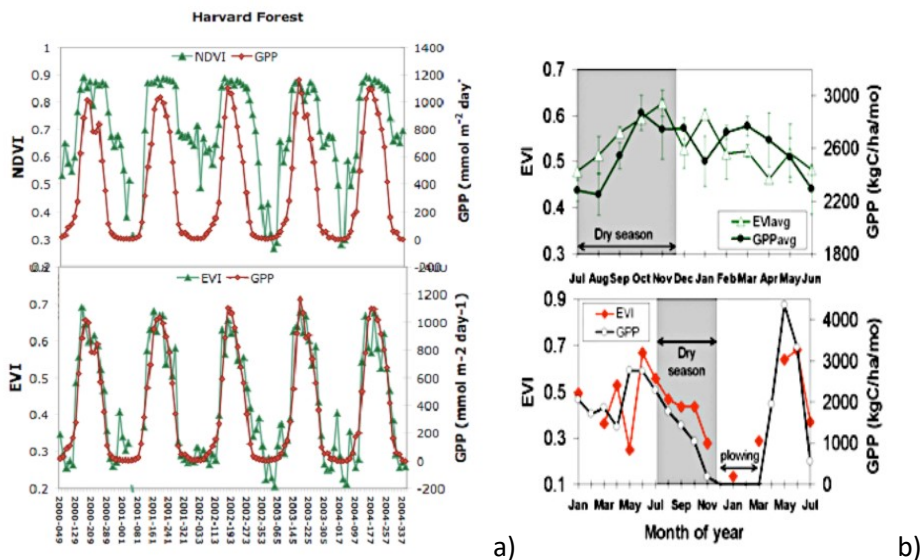 Harvard Forest
NDVI GPP
1
0.9
0.8
0.7
0.6
0.5
0.4
0.3
0.2
NDVI
1400
1200
1000
800
600
400
200
0
-200
GPP (mmol m⁻² day⁻
EVI GPP
0.7
0.6
0.5
0.4
0.3
0.2
EVI
1200
1000
800
600
400
200
0
-200
GPP (mmol m-2 day-1)
2000-049
2000-129
2000-209
2000-289
2001-001
2001-081
2001-161
2001-241
2002-033
2002-113
2002-193
2002-273
2003-065
2003-145
2003-225
2004-017
2004-097
2004-177
2004-257
2004-337
a)
0.7
0.6
0.5
0.4
0.3
EVI
3000
2600
2200
1800
GPP (kgC/ha/mo)
EVIavg
GPPavg
Dry season
Jul Aug Sep Oct Nov Dec Jan Feb Mar Apr May Jun
0.9
0.7
0.5
0.3
0.1
EVI
EVI
GPP
Dry
season
plowing
4000
3000
2000
1000
0
GPP (kgC/ha/mo)
Jan Mar May Jul Sep Nov Jan Mar May Jul
Month of year
b)